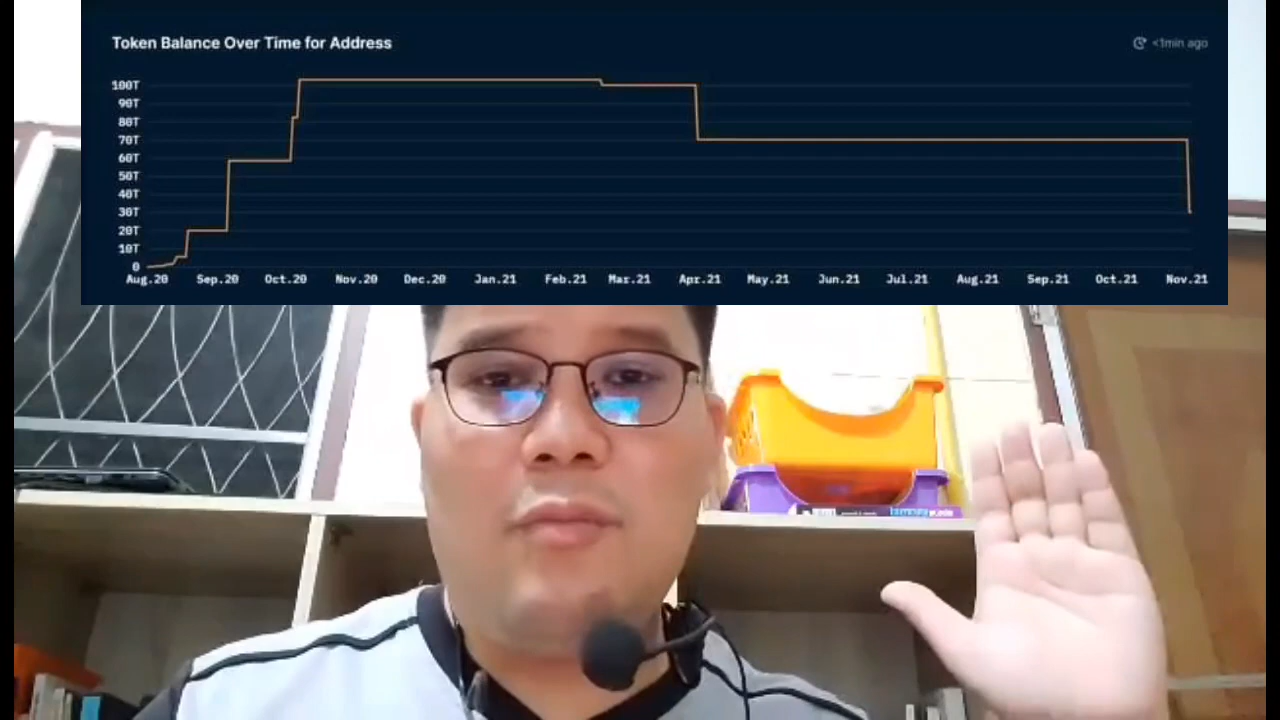 Token Balance Over Time for Address
<1min ago
100T
90T
80T
70T
60T
50T
40T
30T
20T
10T
0
Aug.20 Sep.20 Oct.20 Nov.20 Dec.20 Jan.21 Feb.21 Mar.21 Apr.21 May.21 Jun.21 Jul.21 Aug.21 Sep.21 Oct.21 Nov.21